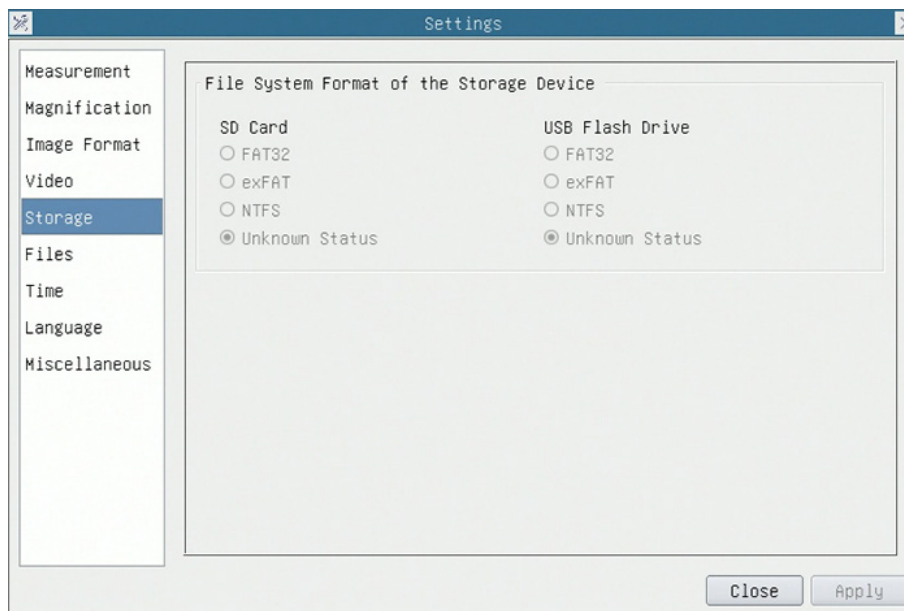 Settings
Measurement
Magnification
Image Format
Video
Storage
Files
Time
Language
Miscellaneous
File System Format of the Storage Device
SD Card
FAT32
exFAT
NTFS
Unknown Status
USB Flash Drive
FAT32
exFAT
NTFS
Unknown Status
Close
Apply